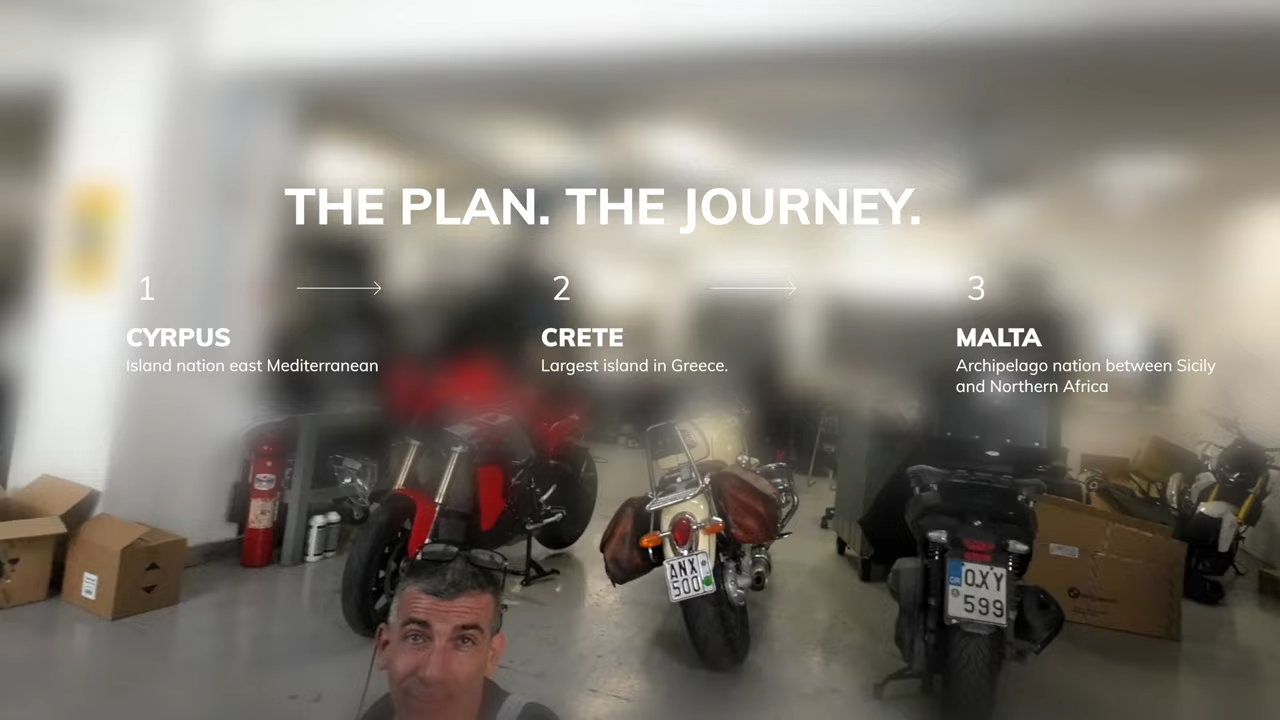 THE PLAN. THE JOURNEY.
1
2
3
CYRPUS
CRETE
MALTA
Island nation east Mediterranean
Largest island in Greece.
Archipelago nation between Sicily
and Northern Africa
ANX
500
GR
OXY
599